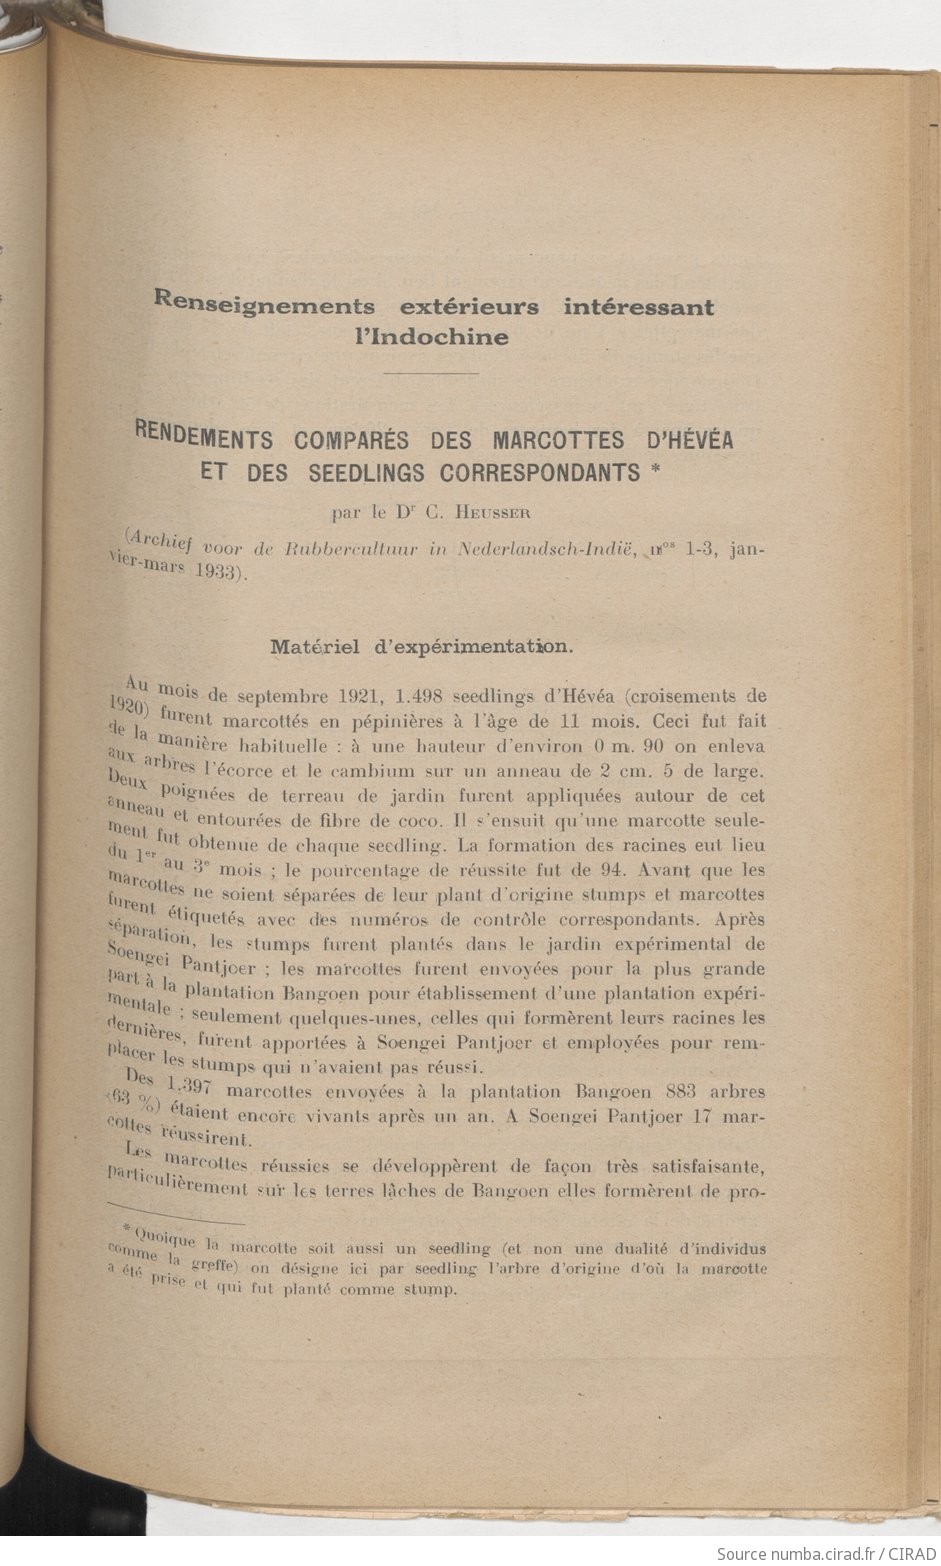 Renseignements extérieurs intéressant
l'Indochine
RENDEMENTS COMPARÉS DES MARCOTTES D'HÉVÉA
ET DES SEEDLINGS CORRESPONDANTS *
par le Dr C. HEUSSER
(Archief voor de Rubbercultuur in Nederlandsch-Indië, nos 1-3, jan-
vier-mars 1933).
Matériel d'expérimentation.
Au mois de septembre 1921, 1.498 seedlings d'Hévéa (croisements de
1920) furent marcottés en pépinières à l'âge de 11 mois. Ceci fut fait
de la manière habituelle : à une hauteur d'environ 0 m. 90 on enleva
aux arbres l'écorce et le cambium sur un anneau de 2 cm. 5 de large.
Deux poignées de terreau de jardin furent appliquées autour de cet
anneau et entourées de fibre de coco. Il s'ensuit qu'une marcotte seule-
ment fut obtenue de chaque seedling. La formation des racines eut lieu
du 1er au 3e mois ; le pourcentage de réussite fut de 94. Avant que les
marcottes ne soient séparées de leur plant d'origine stumps et marcottes
furent étiquetés avec des numéros de contrôle correspondants. Après
séparation, les stumps furent plantés dans le jardin expérimental de
Soengei Pantjoer ; les marcottes furent envoyées pour la plus grande
part à la plantation Bangoen pour établissement d'une plantation expéri-
mentale ; seulement quelques-unes, celles qui formèrent leurs racines les
dernières, furent apportées à Soengei Pantjoer et employées pour rem-
placer les stumps qui n'avaient pas réussi.
Des 1.397 marcottes envoyées à la plantation Bangoen 883 arbres
(63 %) étaient encore vivants après un an. A Soengei Pantjoer 17 mar-
cottes réussirent.
Les marcottes réussies se développèrent de façon très satisfaisante,
particulièrement sur les terres lâches de Bangoen elles formèrent de pro-
* Quoique la marcotte soit aussi un seedling (et non une dualité d'individus
comme la greffe) on désigne ici par seedling l'arbre d'origine d'où la marcotte
a été prise et qui fut planté comme stump.
Source numba.cirad.fr / CIRAD